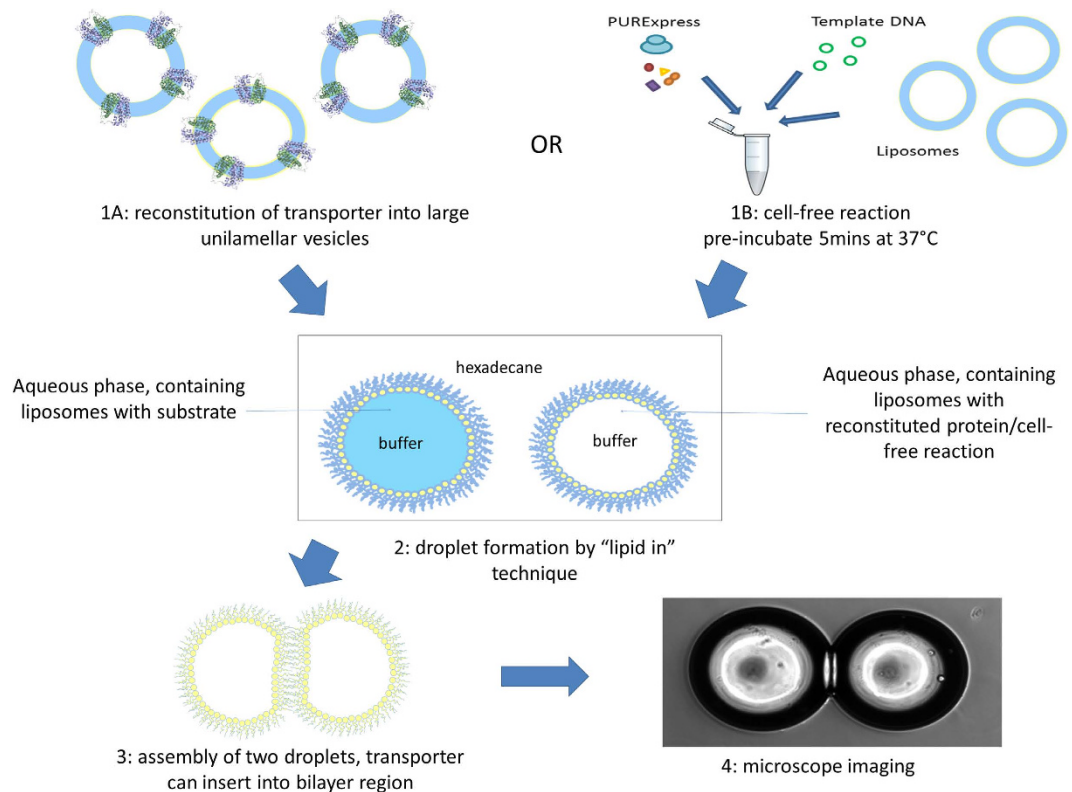 PURExpress
Template DNA
OR
Liposomes
1A: reconstitution of transporter into large
unilamellar vesicles
1B: cell-free reaction
pre-incubate 5mins at 37°C
hexadecane
Aqueous phase, containing
liposomes with substrate
buffer
buffer
Aqueous phase, containing
liposomes with
reconstituted protein/cell-
free reaction
2: droplet formation by “lipid in”
technique
3: assembly of two droplets, transporter
can insert into bilayer region
4: microscope imaging